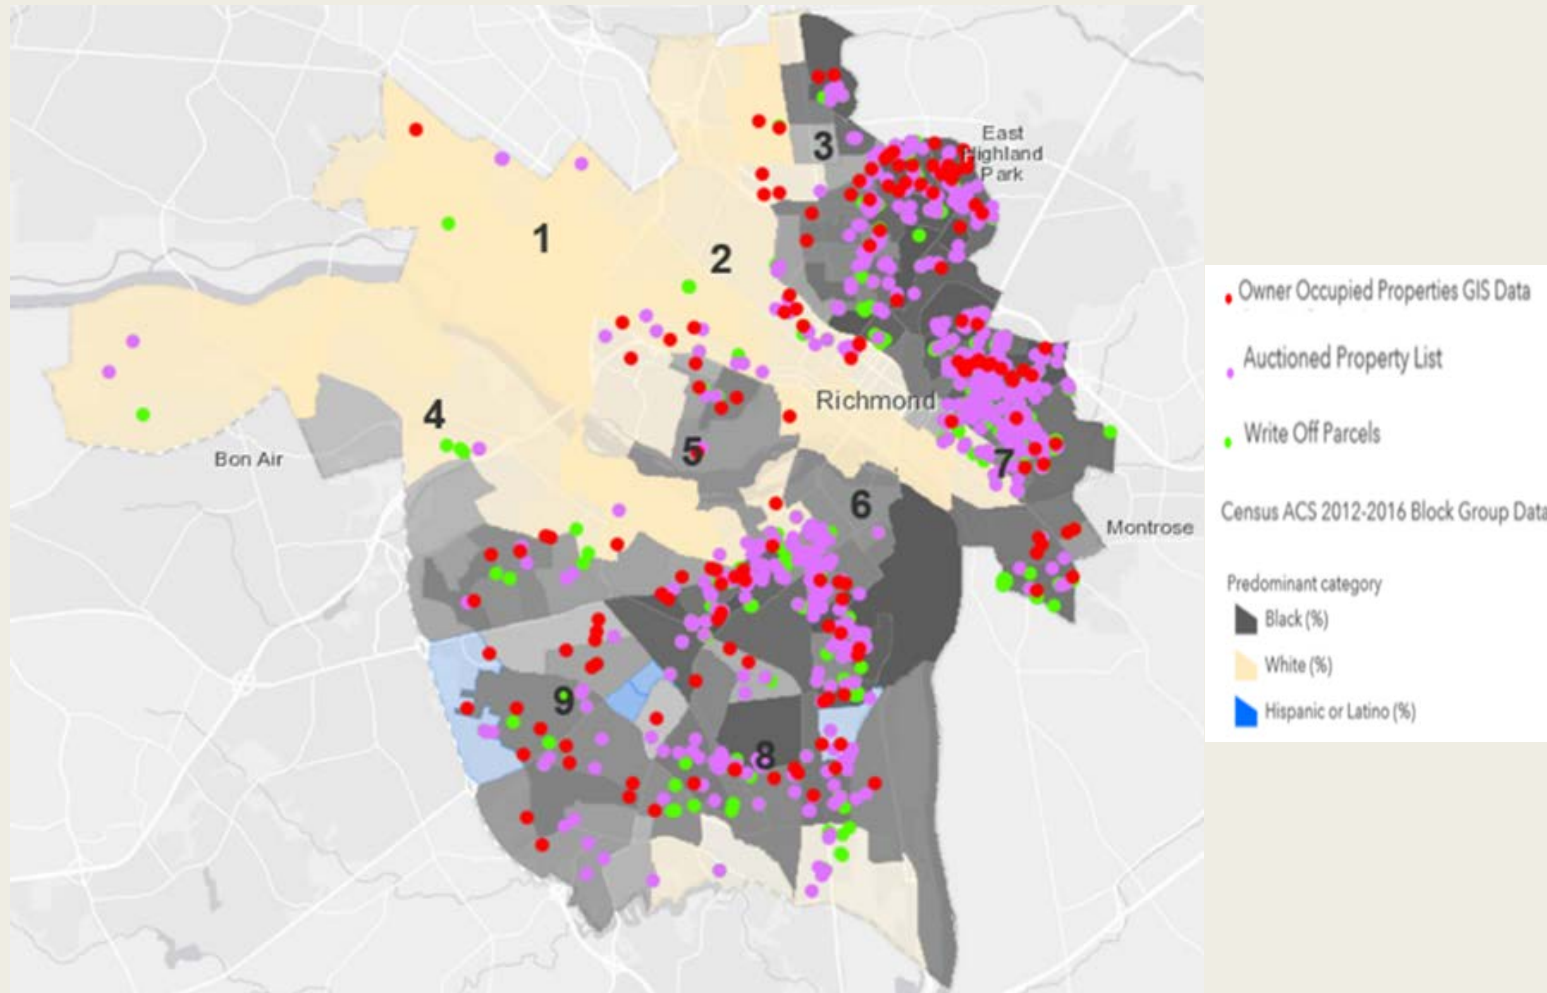 East
Highland
Park
3
1
2
Richmond
4
5
Bon Air
7
6
Montrose
9
8
Owner Occupied Properties GIS Data
Auctioned Property List
Write Off Parcels
Census ACS 2012-2016 Block Group Data
Predominant category
Black (%)
White (%)
Hispanic or Latino (%)